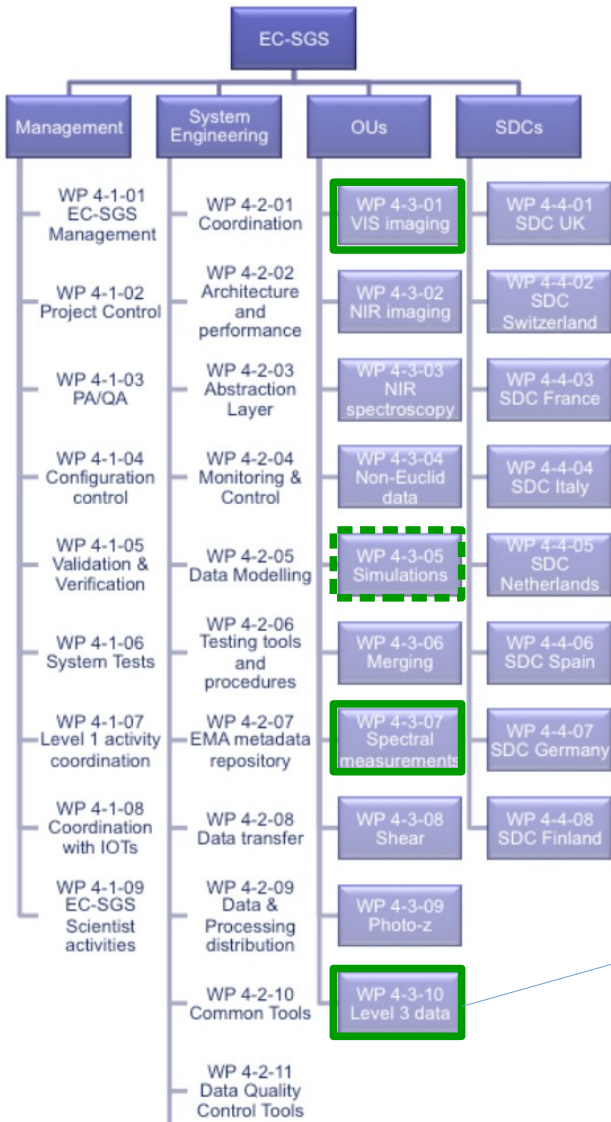 EC-SGS
Management
System
Engineering
OUs
SDCs
WP 4-1-01
EC-SGS
Management
WP 4-1-02
Project Control
WP 4-1-03
PA/QA
WP 4-1-04
Configuration
control
WP 4-1-05
Validation &
Verification
WP 4-1-06
System Tests
WP 4-1-07
Level 1 activity
coordination
WP 4-1-08
Coordination
with IOTs
WP 4-1-09
EC-SGS
Scientist
activities
WP 4-2-01
Coordination
WP 4-2-02
Architecture
and
performance
WP 4-2-03
Abstraction
Layer
WP 4-2-04
Monitoring &
Control
WP 4-2-05
Data Modelling
WP 4-2-06
Testing tools
and
procedures
WP 4-2-07
EMA metadata
repository
WP 4-2-08
Data transfer
WP 4-2-09
Data &
Processing
distribution
WP 4-2-10
Common Tools
WP 4-2-11
Data Quality
Control Tools
WP 4-3-01
VIS imaging
WP 4-3-02
NIR imaging
WP 4-3-03
NIR
spectroscopy
WP 4-3-04
Non-Euclid
data
WP 4-3-05
Simulations
WP 4-3-06
Merging
WP 4-3-07
Spectral
measurements
WP 4-3-08
Shear
WP 4-3-09
Photo-z
WP 4-3-10
Level 3 data
WP 4-4-01
SDC UK
WP 4-4-02
SDC
Switzerland
WP 4-4-03
SDC France
WP 4-4-04
SDC Italy
WP 4-4-05
SDC
Netherlands
WP 4-4-06
SDC Spain
WP 4-4-07
SDC Germany
WP 4-4-08
SDC Finland